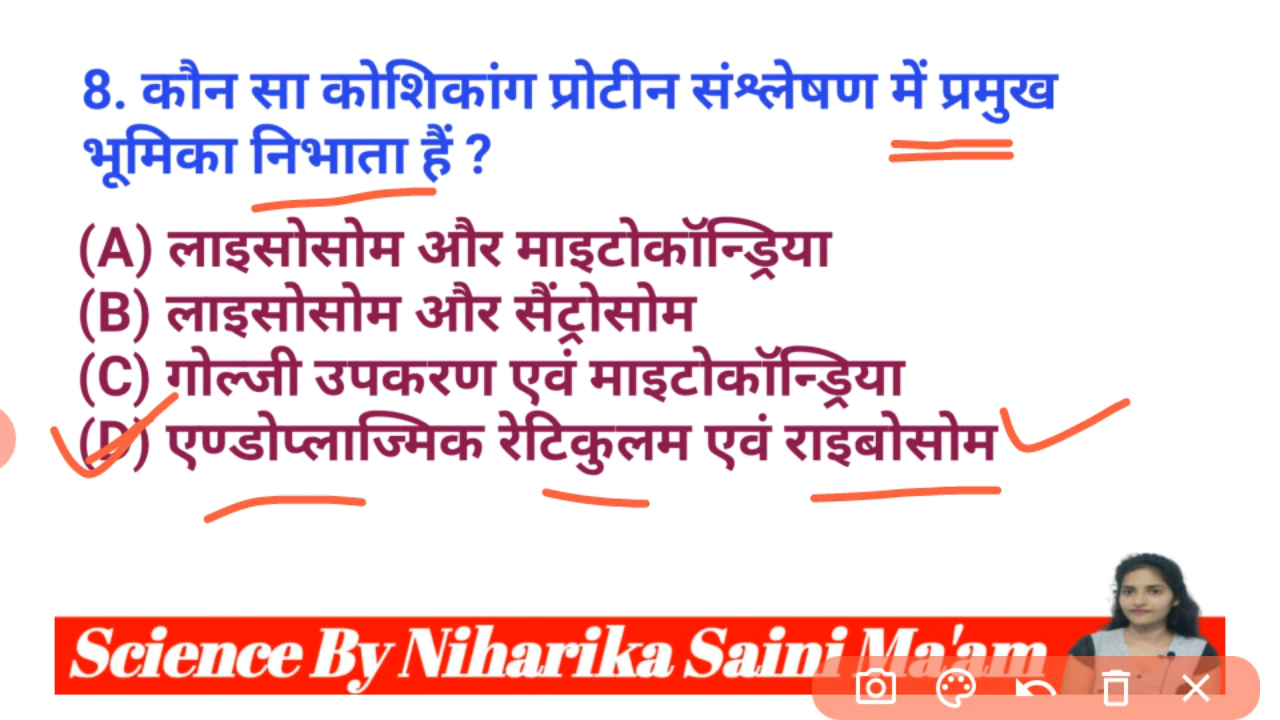 8. कौन सा कोशिकांग प्रोटीन संश्लेषण में प्रमुख
भूमिका निभाता हैं ?
(A) लाइसोसोम और माइटोकॉन्ड्रिया
(B) लाइसोसोम और सैंट्रोसोम
(C) गोल्जी उपकरण एवं माइटोकॉन्ड्रिया
(D) एण्डोप्लाज्मिक रेटिकुलम एवं राइबोसोम
Science By Niharika Saini Ma'am